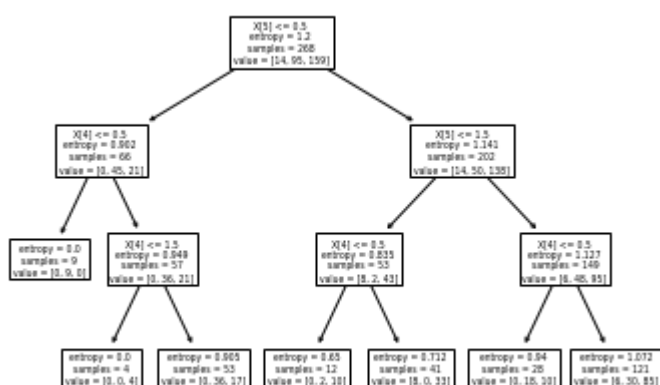 X[5] <= 0.5
entropy = 1.2
samples = 268
value = [14, 95, 159]
X[4] <= 0.5
entropy = 0.902
samples = 66
value = [0, 45, 21]
X[5] <= 1.5
entropy = 1.141
samples = 202
value = [14, 50, 138]
entropy = 0.0
samples = 9
value = [0, 9, 0]
X[4] <= 1.5
entropy = 0.949
samples = 57
value = [0, 36, 21]
X[4] <= 0.5
entropy = 0.835
samples = 53
value = [8, 2, 43]
X[4] <= 0.5
entropy = 1.127
samples = 149
value = [6, 48, 95]
entropy = 0.0
samples = 4
value = [0, 0, 4]
entropy = 0.905
samples = 53
value = [0, 36, 17]
entropy = 0.65
samples = 12
value = [0, 2, 10]
entropy = 0.712
samples = 41
value = [8, 0, 33]
entropy = 0.94
samples = 28
value = [0, 18, 10]
entropy = 1.072
samples = 121
value = [6, 30, 85]